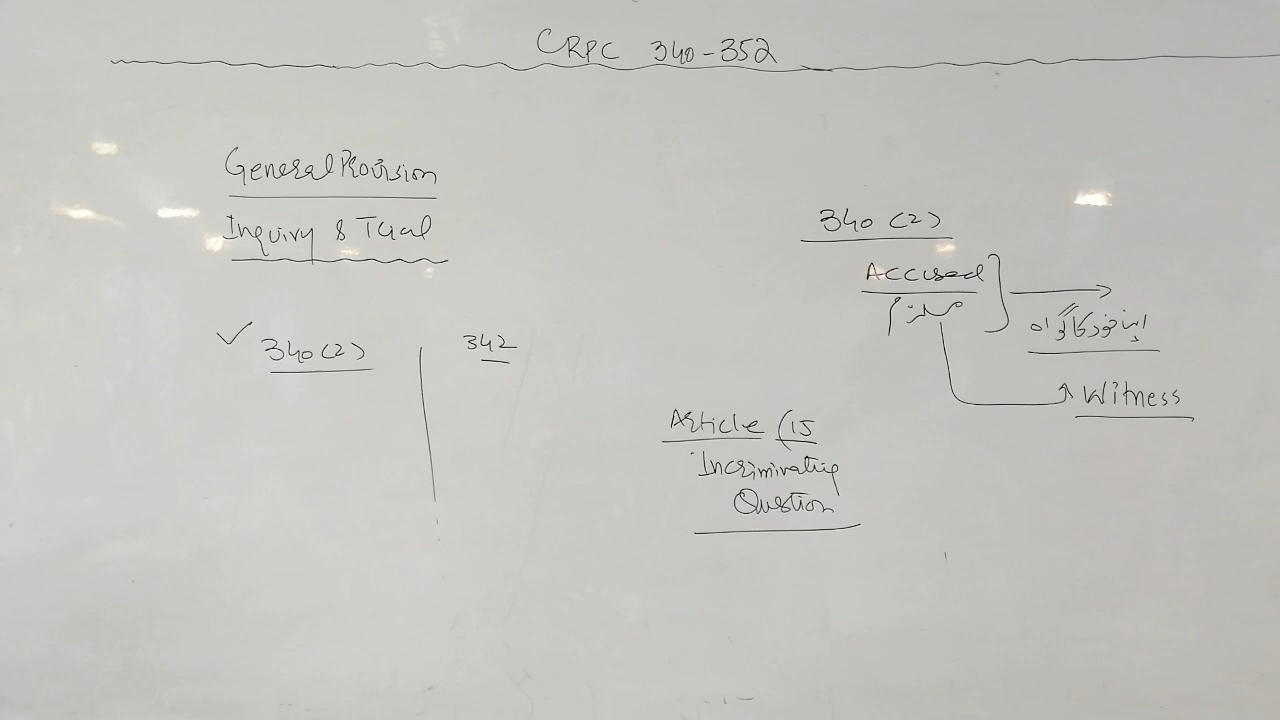 CRPC 340-352
General Provision
Inquiry & Trial
340 (2)
342
340 (2)
Accused
ملزم
اپنے خود کا گواہ
Witness
Article (15
Incriminating
Question